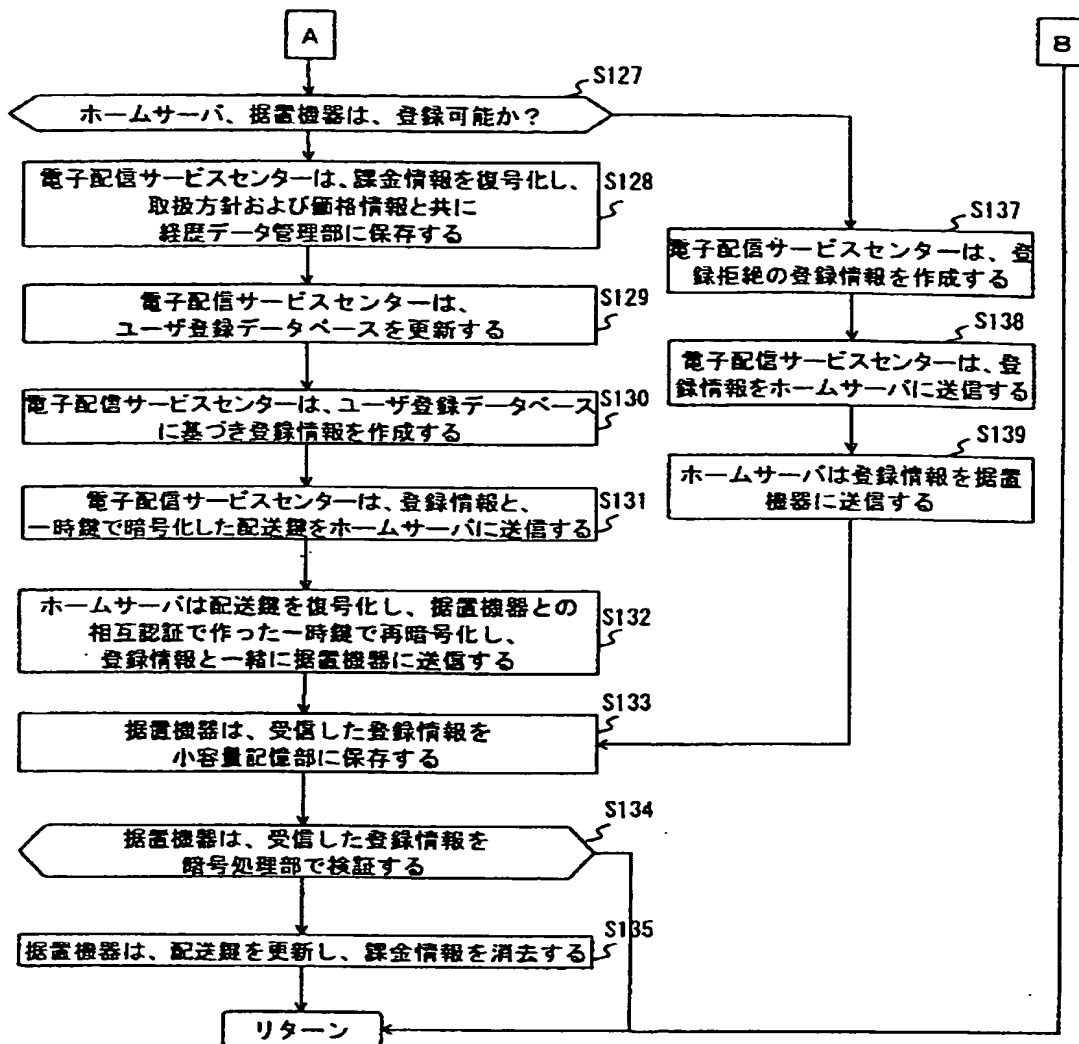 A
B
S127
ホームサーバ、据置機器は、登録可能か?
電子配信サービスセンターは、課金情報を復号化し、
取扱方針および価格情報と共に
経歴データ管理部に保存する
S128
電子配信サービスセンターは、
ユーザ登録データベースを更新する
S129
電子配信サービスセンターは、ユーザ登録データベース
に基づき登録情報を作成する
S130
電子配信サービスセンターは、登録情報と、
一時鍵で暗号化した配送鍵をホームサーバに送信する
S131
ホームサーバは配送鍵を復号化し、据置機器との
相互認証で作った一時鍵で再暗号化し、
登録情報と一緒に据置機器に送信する
S132
据置機器は、受信した登録情報を
小容量記憶部に保存する
S133
据置機器は、受信した登録情報を
暗号処理部で検証する
S134
据置機器は、配送鍵を更新し、課金情報を消去する
S135
リターン
S137
電子配信サービスセンターは、登
録拒絶の登録情報を作成する
S138
電子配信サービスセンターは、登
録情報をホームサーバに送信する
S139
ホームサーバは登録情報を据置
機器に送信する